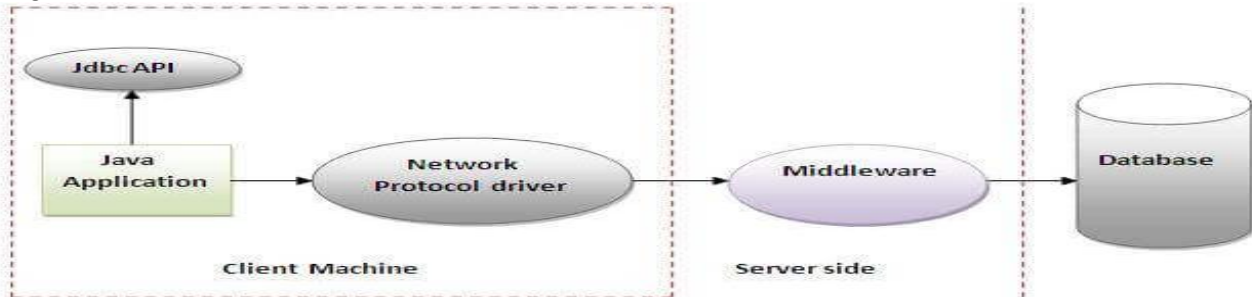 Jdbc API
Java
Application
Network
Protocol driver
Middleware
Database
Client Machine
Server side